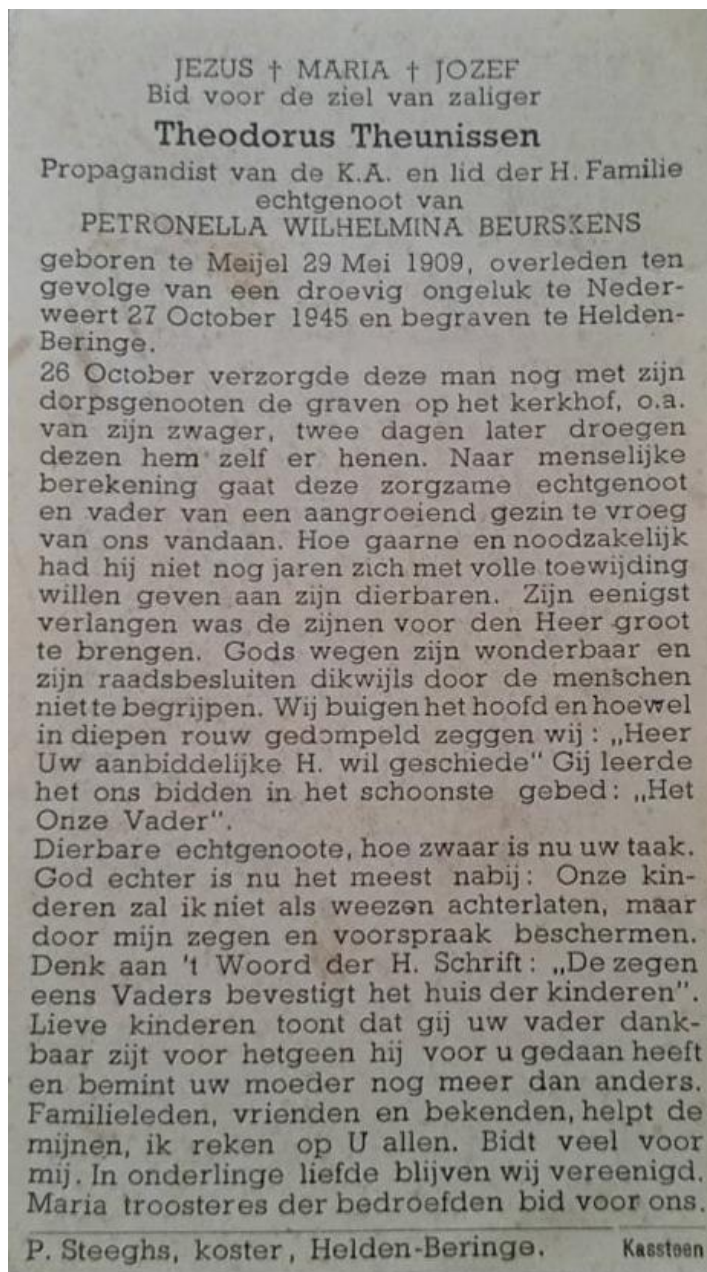 JEZUS † MARIA † JOZEF
Bid voor de ziel van zaliger
Theodorus Theunissen
Propagandist van de K.A. en lid der H. Familie
echtgenoot van
PETRONELLA WILHELMINA BEURSKENS
geboren te Meijel 29 Mei 1909, overleden ten
gevolge van een droevig ongeluk te Neder-
weert 27 October 1945 en begraven te Helden-
Beringe.
26 October verzorgde deze man nog met zijn
dorpsgenooten de graven op het kerkhof, o.a.
van zijn zwager, twee dagen later droegen
dezen hem zelf er henen. Naar menselijke
berekening gaat deze zorgzame echtgenoot
en vader van een aangroeiend gezin te vroeg
van ons vandaan. Hoe gaarne en noodzakelijk
had hij niet nog jaren zich met volle toewijding
willen geven aan zijn dierbaren. Zijn eenigst
verlangen was de zijnen voor den Heer groot
te brengen. Gods wegen zijn wonderbaar en
zijn raadsbesluiten dikwijls door de menschen
niet te begrijpen. Wij buigen het hoofd en hoewel
in diepen rouw gedompeld zeggen wij : „Heer
Uw aanbiddelijke H. wil geschiede" Gij leerde
het ons bidden in het schoonste gebed: „Het
Onze Vader".
Dierbare echtgenoote, hoe zwaar is nu uw taak.
God echter is nu het meest nabij: Onze kin-
deren zal ik niet als weezen achterlaten, maar
door mijn zegen en voorspraak beschermen.
Denk aan 't Woord der H. Schrift: „De zegen
eens Vaders bevestigt het huis der kinderen".
Lieve kinderen toont dat gij uw vader dank-
baar zijt voor hetgeen hij voor u gedaan heeft
en bemint uw moeder nog meer dan anders.
Familieleden, vrienden en bekenden, helpt de
mijnen, ik reken op U allen. Bidt veel voor
mij. In onderlinge liefde blijven wij vereenigd.
Maria troosteres der bedroefden bid voor ons.
P. Steeghs, koster, Helden-Beringe. Kassteen